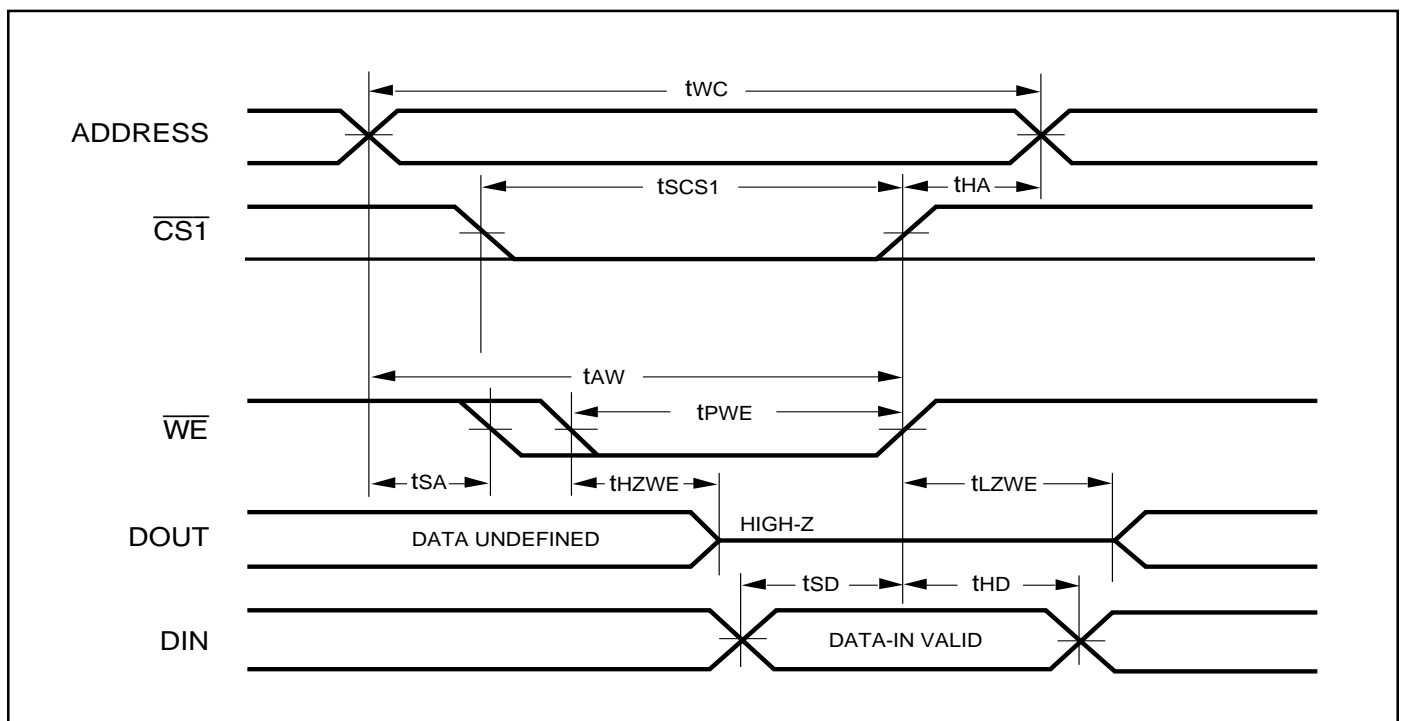 tWC
ADDRESS
tSCS1
tHA
CS1
tAW
tPWE
WE
tSA
tHZWE
tLZWE
DOUT
DATA UNDEFINED
HIGH-Z
tSD
tHD
DIN
DATA-IN VALID